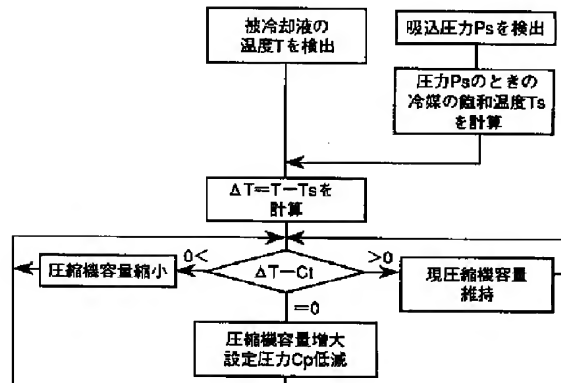 被冷却液の
温度Tを検出
吸込圧力Psを検出
圧力Psのときの
冷媒の飽和温度Ts
を計算
ΔT=T-Tsを
計算
0<
>0
圧縮機容量縮小
ΔT-Ct
現圧縮機容量
維持
=0
圧縮機容量増大
設定圧力Cp低減